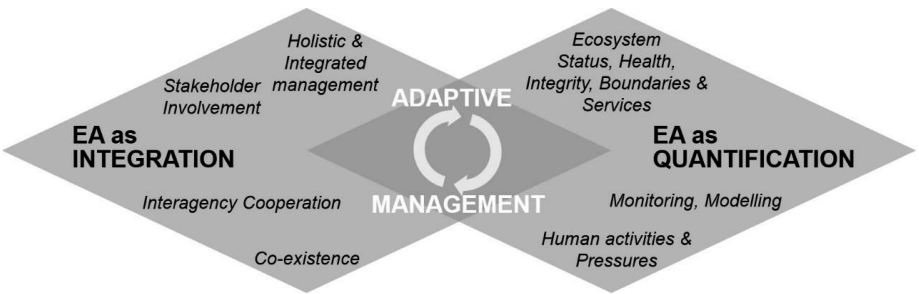 Holistic &
Integrated
management
Stakeholder
Involvement
EA as
INTEGRATION
Interagency Cooperation
Co-existence
ADAPTIVE
MANAGEMENT
Ecosystem
Status, Health,
Integrity, Boundaries &
Services
EA as
QUANTIFICATION
Monitoring, Modelling
Human activities &
Pressures